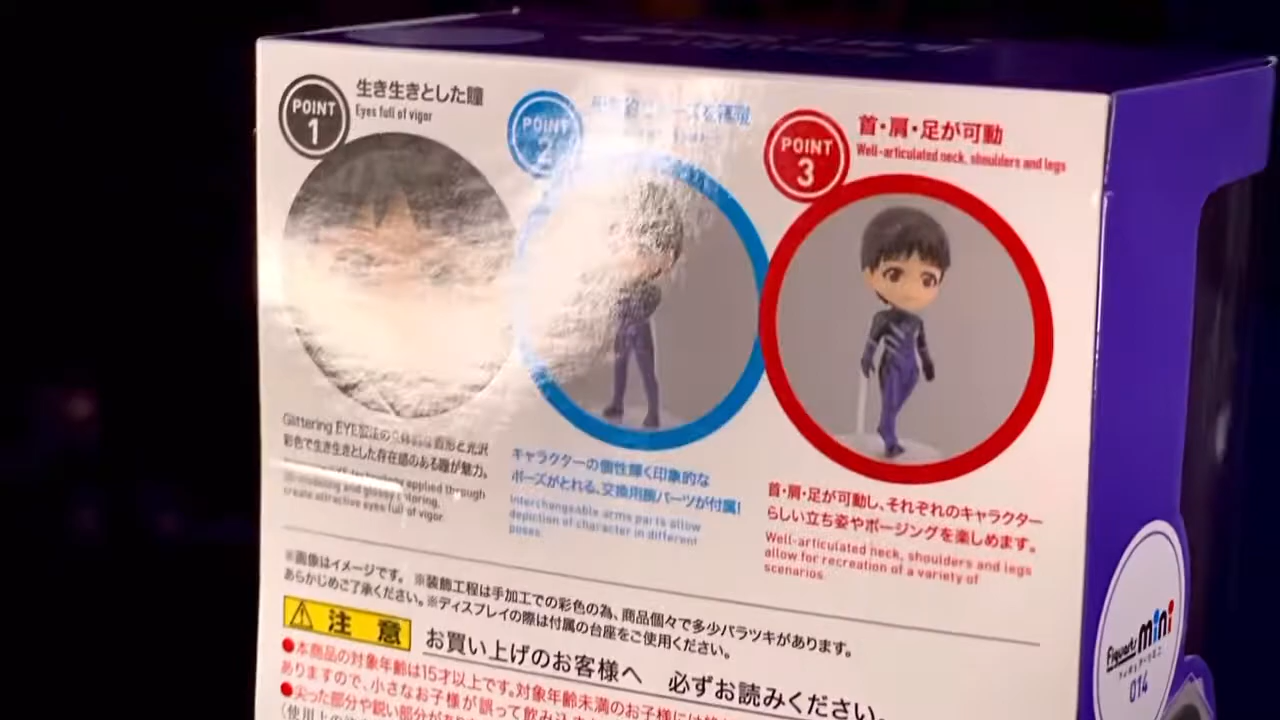 POINT
1
生き生きとした瞳
Eyes full of vigor
Glittering EYE
彩色で生き生きとした存在感のある瞳が魅力。
applied through
and glossy coloring,
create attractive eyes full of vigor
POINT
2
キャラクターの個性輝く印象的な
ポーズがとれる、交換用腕パーツが付属!
Interchangeable arms parts allow
depiction of character in different
poses.
POINT
3
首・肩・足が可動
Well-articulated neck, shoulders and legs
首・肩・足が可動し、それぞれのキャラクター
らしい立ち姿やポージングを楽しめます。
Well-articulated neck, shoulders and legs
allow for recreation of a variety of
scenarios.
※画像はイメージです。 ※装飾工程は手加工での彩色の為、商品個々で多少バラツキがあります。
あらかじめご了承ください。※ディスプレイの際は付属の台座をご使用ください。
注意
お買い上げのお客様へ 必ずお読みください。
●本商品の対象年齢は15才以上です。対象年齢未満のお子様には
ありますので、小さなお子様が誤って飲み込
●尖った部分や鋭い部分があり
Figuarts mini
フィギュアーツミニ
014